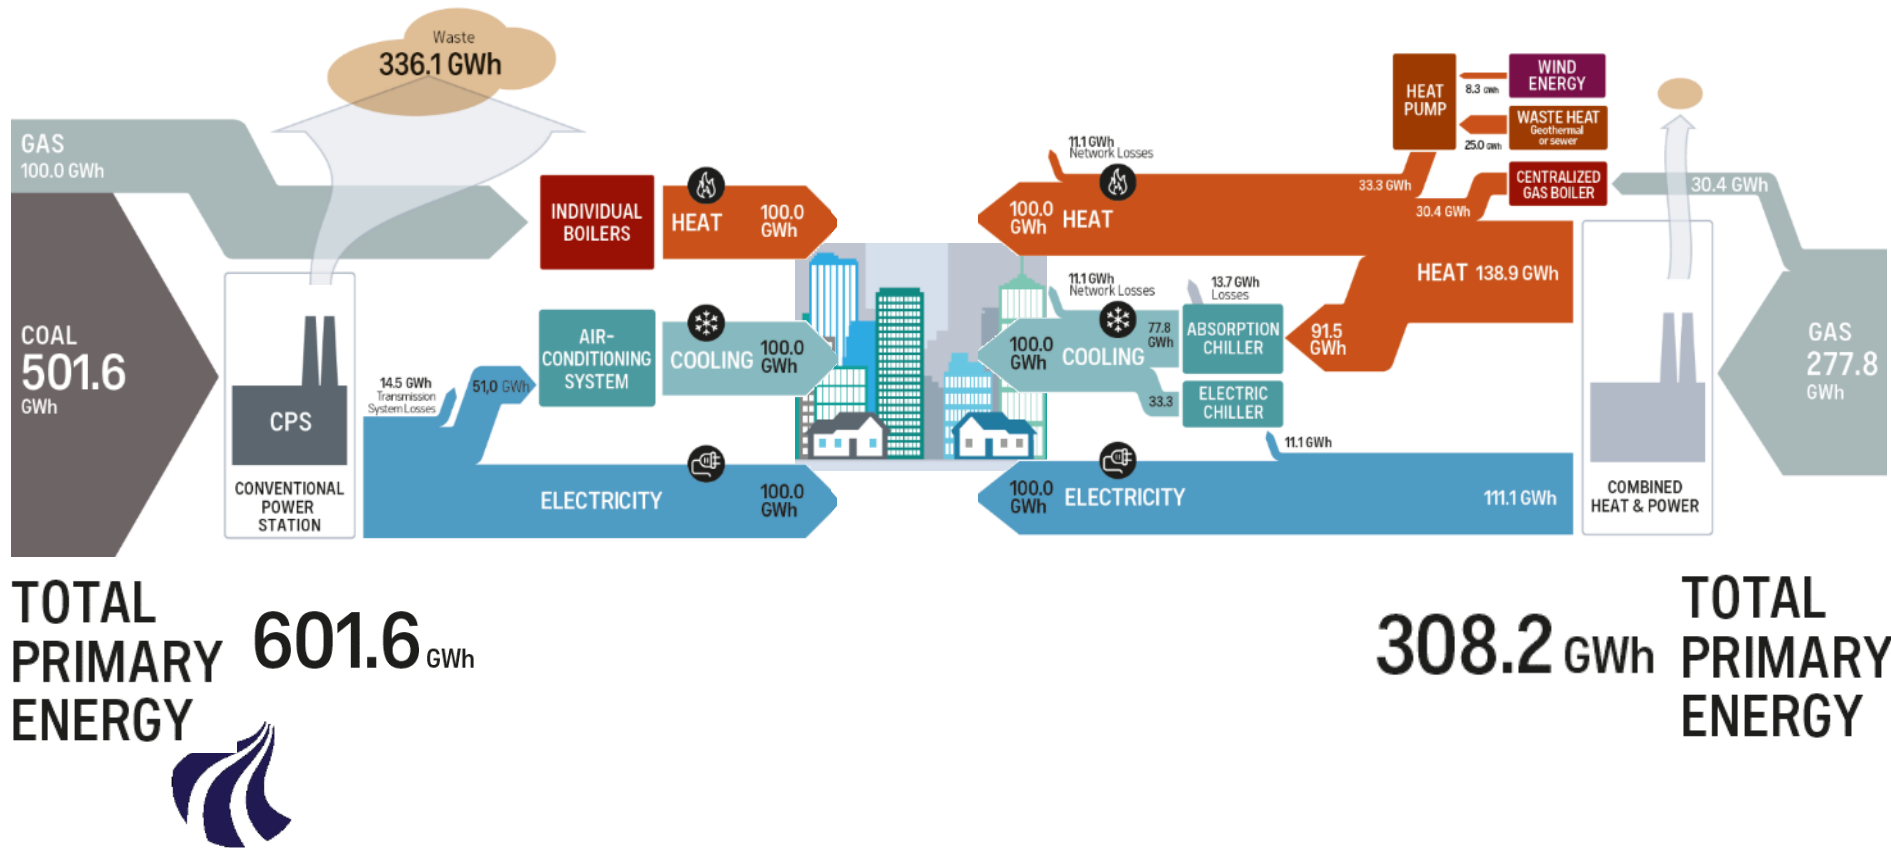 Waste
336.1 GWh
GAS
100.0 GWh
COAL
501.6
GWh
CPS
CONVENTIONAL
POWER
STATION
14.5 GWh
Transmission
System Losses
51,0 GWh
INDIVIDUAL
BOILERS
HEAT
100.0
GWh
AIR-
CONDITIONING
SYSTEM
COOLING
100.0
GWh
ELECTRICITY
100.0
GWh
TOTAL
PRIMARY
ENERGY
601.6 GWh
HEAT
PUMP
8.3 GWh
WIND
ENERGY
25.0 GWh
WASTE HEAT
Geothermal
or sewer
CENTRALIZED
GAS BOILER
30.4 GWh
33.3 GWh
30.4 GWh
11.1 GWh
Network Losses
100.0
GWh
HEAT
HEAT 138.9 GWh
11.1 GWh
Network Losses
13.7 GWh
Losses
100.0
GWh
COOLING
77.8
GWh
ABSORPTION
CHILLER
91.5
GWh
33.3
ELECTRIC
CHILLER
11.1 GWh
100.0
GWh
ELECTRICITY
111.1 GWh
COMBINED
HEAT & POWER
GAS
277.8
GWh
308.2 GWh
TOTAL
PRIMARY
ENERGY